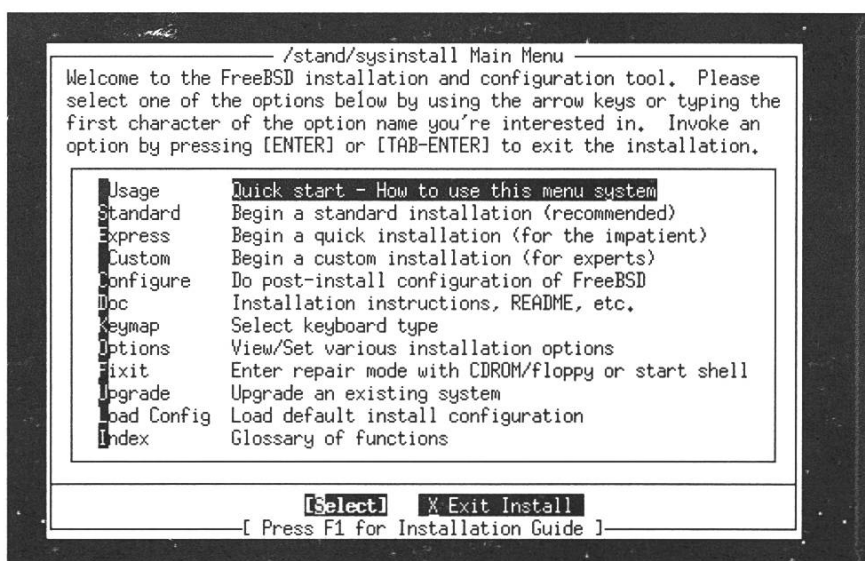 /stand/sysinstall Main Menu
Welcome to the FreeBSD installation and configuration tool. Please
select one of the options below by using the arrow keys or typing the
first character of the option name you're interested in. Invoke an
option by pressing [ENTER] or [TAB-ENTER] to exit the installation.
Usage Quick start - How to use this menu system
Standard Begin a standard installation (recommended)
Express Begin a quick installation (for the impatient)
Custom Begin a custom installation (for experts)
Configure Do post-install configuration of FreeBSD
Doc Installation instructions, README, etc.
Keymap Select keyboard type
Options View/Set various installation options
Fixit Enter repair mode with CDROM/floppy or start shell
Upgrade Upgrade an existing system
Load Config Load default install configuration
Index Glossary of functions
[Select] X Exit Install
[ Press F1 for Installation Guide ]